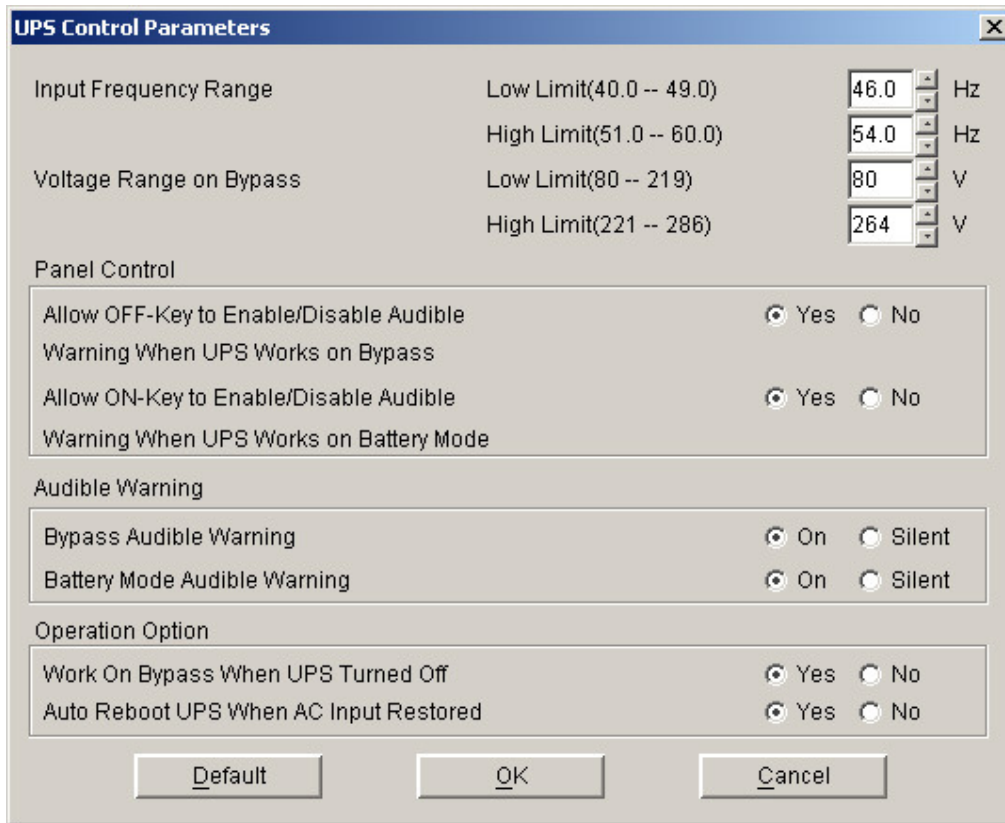 UPS Control Parameters
Input Frequency Range Low Limit(40.0 -- 49.0) 46.0 Hz
High Limit(51.0 -- 60.0) 54.0 Hz
Voltage Range on Bypass Low Limit(80 -- 219) 80 V
High Limit(221 -- 286) 264 V
Panel Control
Allow OFF-Key to Enable/Disable Audible Yes No
Warning When UPS Works on Bypass
Allow ON-Key to Enable/Disable Audible Yes No
Warning When UPS Works on Battery Mode
Audible Warning
Bypass Audible Warning On Silent
Battery Mode Audible Warning On Silent
Operation Option
Work On Bypass When UPS Turned Off Yes No
Auto Reboot UPS When AC Input Restored Yes No
Default OK Cancel